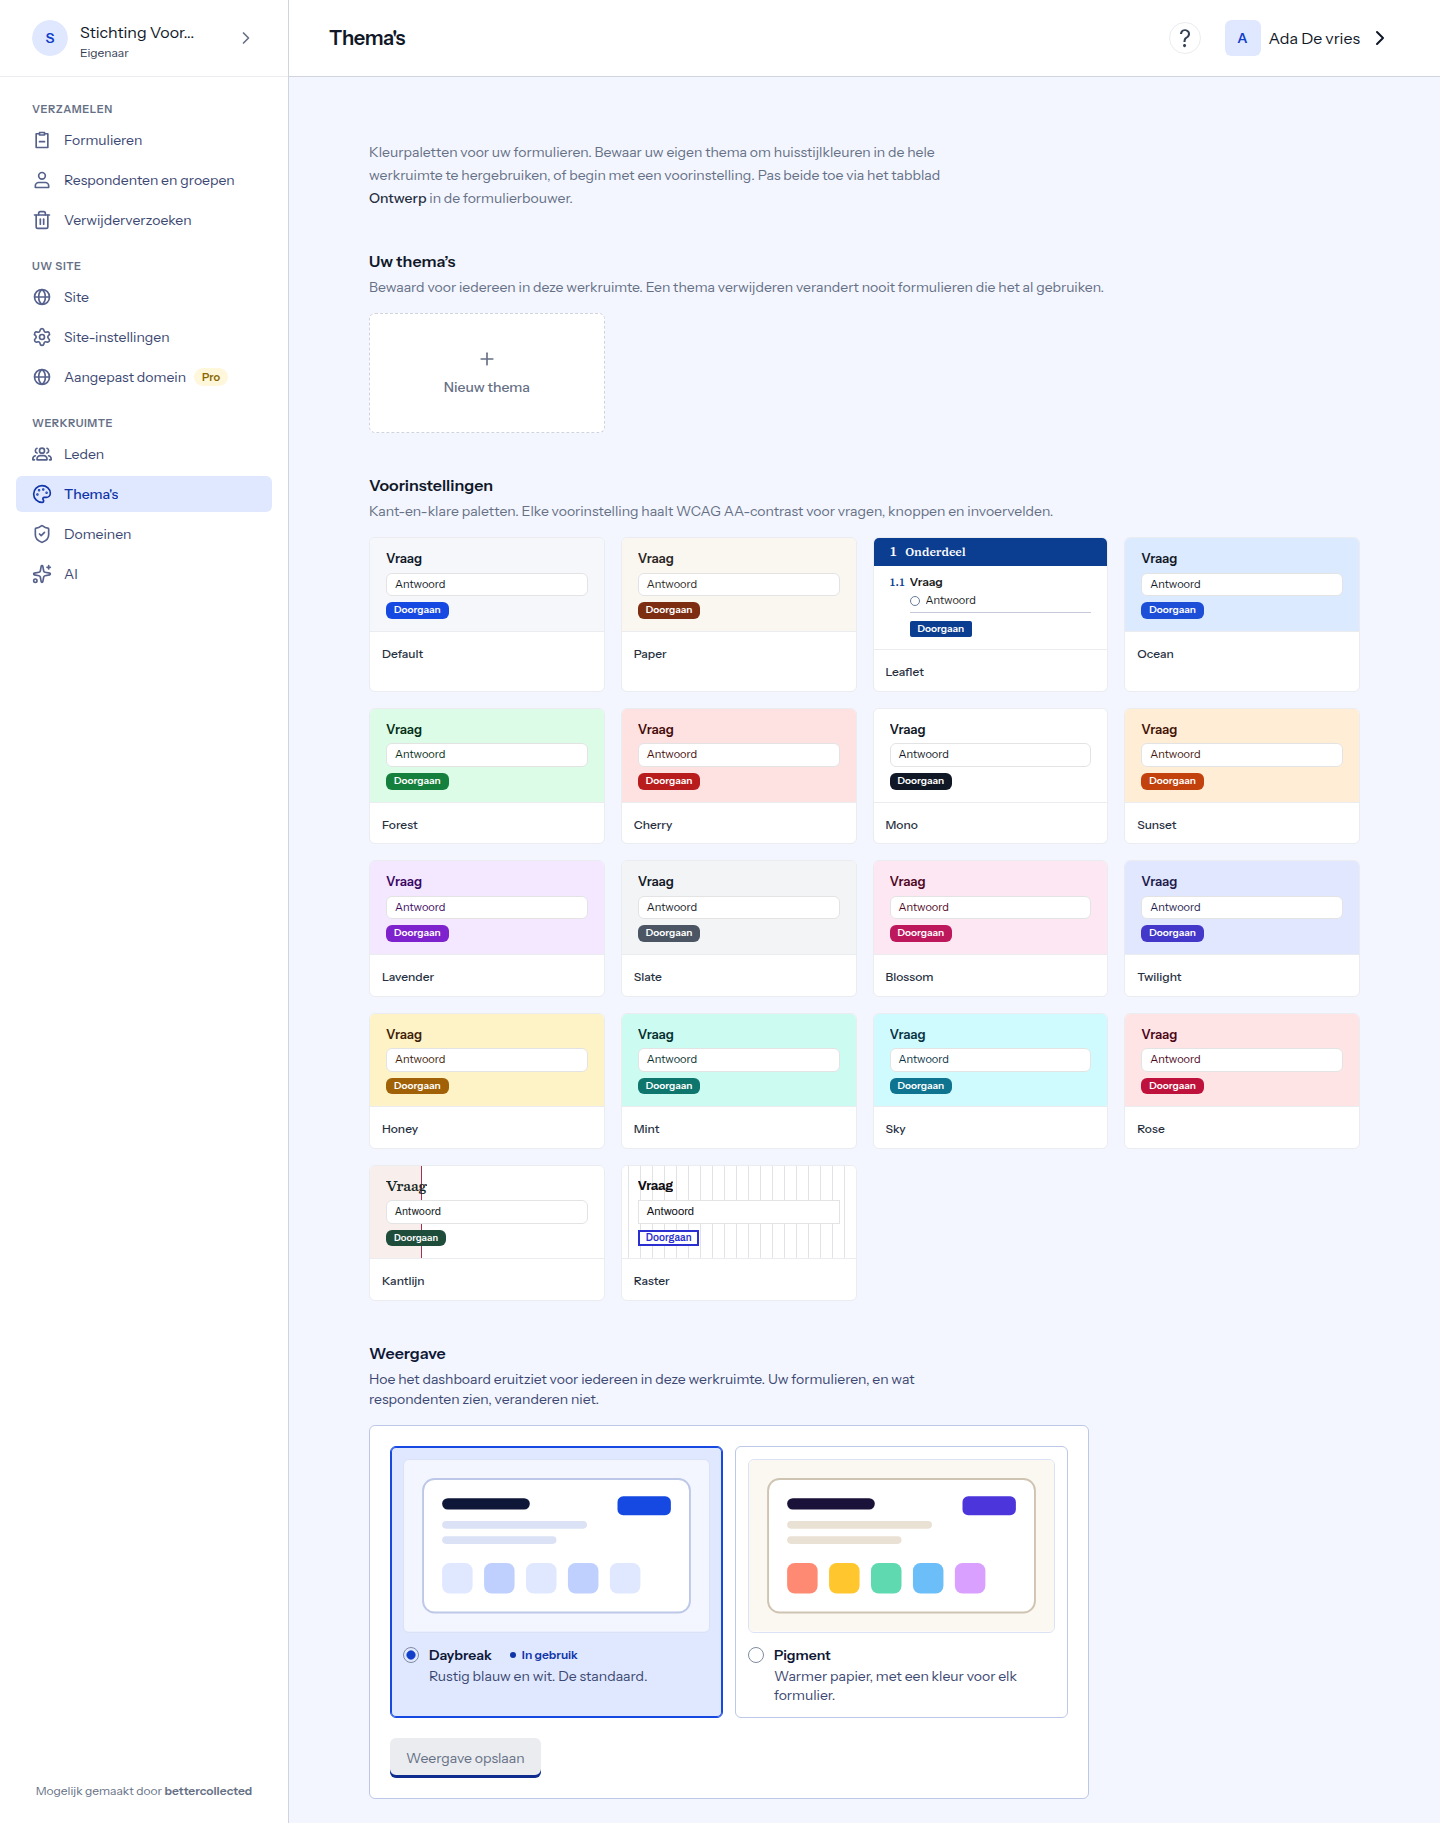 S
Stichting Voor...
Eigenaar
Thema's
?
A
Ada De vries
VERZAMELEN
Formulieren
Respondenten en groepen
Verwijderverzoeken
UW SITE
Site
Site-instellingen
Aangepast domein Pro
WERKRUIMTE
Leden
Thema's
Domeinen
AI
Mogelijk gemaakt door bettercollected
Kleurpaletten voor uw formulieren. Bewaar uw eigen thema om huisstijlkleuren in de hele
werkruimte te hergebruiken, of begin met een voorinstelling. Pas beide toe via het tabblad
Ontwerp in de formulierbouwer.
Uw thema's
Bewaard voor iedereen in deze werkruimte. Een thema verwijderen verandert nooit formulieren die het al gebruiken.
Nieuw thema
Voorinstellingen
Kant-en-klare paletten. Elke voorinstelling haalt WCAG AA-contrast voor vragen, knoppen en invoervelden.
Vraag
Antwoord
Doorgaan
Default
Vraag
Antwoord
Doorgaan
Paper
1 Onderdeel
1.1 Vraag
Antwoord
Doorgaan
Leaflet
Vraag
Antwoord
Doorgaan
Ocean
Vraag
Antwoord
Doorgaan
Forest
Vraag
Antwoord
Doorgaan
Cherry
Vraag
Antwoord
Doorgaan
Mono
Vraag
Antwoord
Doorgaan
Sunset
Vraag
Antwoord
Doorgaan
Lavender
Vraag
Antwoord
Doorgaan
Slate
Vraag
Antwoord
Doorgaan
Blossom
Vraag
Antwoord
Doorgaan
Twilight
Vraag
Antwoord
Doorgaan
Honey
Vraag
Antwoord
Doorgaan
Mint
Vraag
Antwoord
Doorgaan
Sky
Vraag
Antwoord
Doorgaan
Rose
Vraag
Antwoord
Doorgaan
Kantlijn
Vraag
Antwoord
Doorgaan
Raster
Weergave
Hoe het dashboard eruitziet voor iedereen in deze werkruimte. Uw formulieren, en wat
respondenten zien, veranderen niet.
Daybreak • In gebruik
Rustig blauw en wit. De standaard.
Pigment
Warmer papier, met een kleur voor elk
formulier.
Weergave opslaan